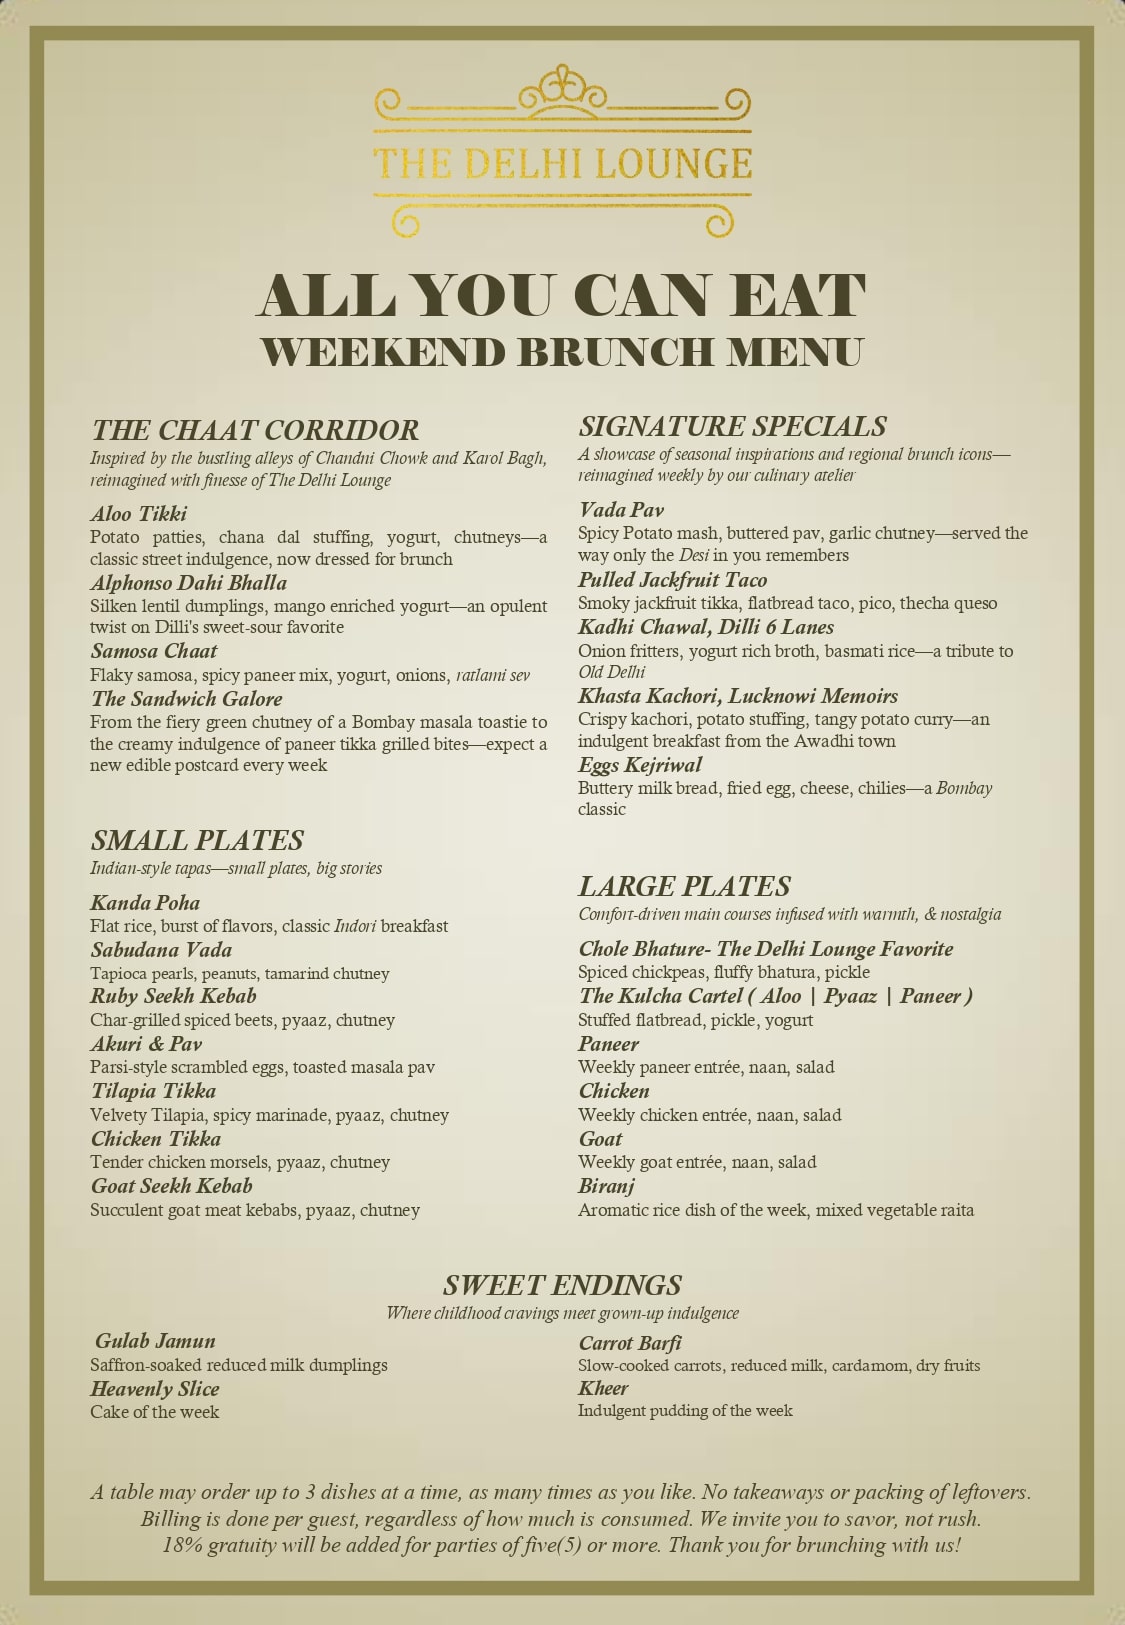 THE DELHI LOUNGE
ALL YOU CAN EAT
WEEKEND BRUNCH MENU
THE CHAAT CORRIDOR
Inspired by the bustling alleys of Chandni Chowk and Karol Bagh,
reimagined with finesse of The Delhi Lounge
Aloo Tikki
Potato patties, chana dal stuffing, yogurt, chutneys—a
classic street indulgence, now dressed for brunch
Alphonso Dahi Bhalla
Silken lentil dumplings, mango enriched yogurt—an opulent
twist on Dilli's sweet-sour favorite
Samosa Chaat
Flaky samosa, spicy paneer mix, yogurt, onions, ratlami sev
The Sandwich Galore
From the fiery green chutney of a Bombay masala toastie to
the creamy indulgence of paneer tikka grilled bites—expect a
new edible postcard every week
SMALL PLATES
Indian-style tapas—small plates, big stories
Kanda Poha
Flat rice, burst of flavors, classic Indori breakfast
Sabudana Vada
Tapioca pearls, peanuts, tamarind chutney
Ruby Seekh Kebab
Char-grilled spiced beets, pyaaz, chutney
Akuri & Pav
Parsi-style scrambled eggs, toasted masala pav
Tilapia Tikka
Velvety Tilapia, spicy marinade, pyaaz, chutney
Chicken Tikka
Tender chicken morsels, pyaaz, chutney
Goat Seekh Kebab
Succulent goat meat kebabs, pyaaz, chutney
SIGNATURE SPECIALS
A showcase of seasonal inspirations and regional brunch icons—
reimagined weekly by our culinary atelier
Vada Pav
Spicy Potato mash, buttered pav, garlic chutney—served the
way only the Desi in you remembers
Pulled Jackfruit Taco
Smoky jackfruit tikka, flatbread taco, pico, thecha queso
Kadhi Chawal, Dilli 6 Lanes
Onion fritters, yogurt rich broth, basmati rice—a tribute to
Old Delhi
Khasta Kachori, Lucknowi Memoirs
Crispy kachori, potato stuffing, tangy potato curry—an
indulgent breakfast from the Awadhi town
Eggs Kejriwal
Buttery milk bread, fried egg, cheese, chilies—a Bombay
classic
LARGE PLATES
Comfort-driven main courses infused with warmth, & nostalgia
Chole Bhature- The Delhi Lounge Favorite
Spiced chickpeas, fluffy bhatura, pickle
The Kulcha Cartel ( Aloo | Pyaaz | Paneer )
Stuffed flatbread, pickle, yogurt
Paneer
Weekly paneer entrée, naan, salad
Chicken
Weekly chicken entrée, naan, salad
Goat
Weekly goat entrée, naan, salad
Biranj
Aromatic rice dish of the week, mixed vegetable raita
SWEET ENDINGS
Where childhood cravings meet grown-up indulgence
Gulab Jamun
Saffron-soaked reduced milk dumplings
Heavenly Slice
Cake of the week
Carrot Barfi
Slow-cooked carrots, reduced milk, cardamom, dry fruits
Kheer
Indulgent pudding of the week
A table may order up to 3 dishes at a time, as many times as you like. No takeaways or packing of leftovers.
Billing is done per guest, regardless of how much is consumed. We invite you to savor, not rush.
18% gratuity will be added for parties of five(5) or more. Thank you for brunching with us!